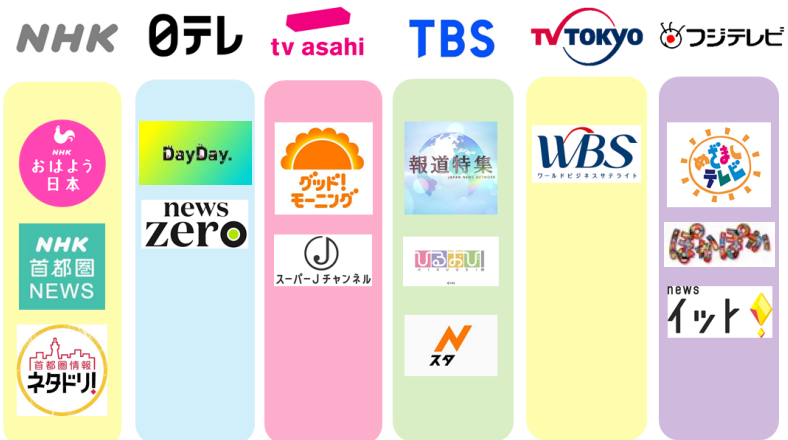 NHK
日テレ
tv asahi
TBS
TV TOKYO
フジテレビ
NHK
おはよう
日本
NHK
首都圏
NEWS
首都圏情報
ネタドリ!
DayDay.
news
zero
グッド!
モーニング
J
スーパーJチャンネル
報道特集
JAPAN NEWS NETWORK
ひるおび
Nスタ
WBS
ワールドビジネスサテライト
めざまし
テレビ
ぽかぽか
news
イット!